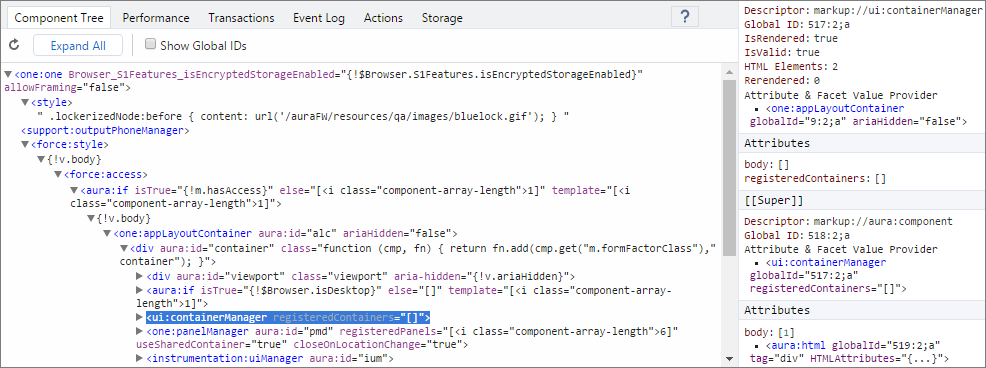 Component Tree Performance Transactions Event Log Actions Storage ?
Expand All Show Global IDs
<one:one Browser_S1Features_isEncryptedStorageEnabled="{!$Browser.S1Features.isEncryptedStorageEnabled}"
allowFraming="false">
<style>
" .lockerizedNode:before { content: url('/auraFW/resources/qa/images/bluelock.gif'); } "
<support:outputPhoneManager>
<force:style>
{!v.body}
<force:access>
<aura:if isTrue="{!m.hasAccess}" else="[<i class="component-array-length">1]" template="[<i
class="component-array-length">1]">
{!v.body}
<one:appLayoutContainer aura:id="alc" ariaHidden="false">
<div aura:id="container" class="function (cmp, fn) { return fn.add(cmp.get("m.formFactorClass"),"
container"); }">
<div aura:id="viewport" class="viewport" aria-hidden="{!v.ariaHidden}">
<aura:if isTrue="{!$Browser.isDesktop}" else="[]" template="[<i class="component-array-
length">1]">
<ui:containerManager registeredContainers="[]">
<one:panelManager aura:id="pmd" registeredPanels="[<i class="component-array-length">6]"
useSharedContainer="true" closeOnLocationChange="true">
<instrumentation:uiManager aura:id="ium">
Descriptor: markup://ui:containerManager
Global ID: 517:2;a
IsRendered: true
IsValid: true
HTML Elements: 2
Rerendered: 0
Attribute & Facet Value Provider
<one:appLayoutContainer
globalId="9:2;a" ariaHidden="false">
Attributes
body: []
registeredContainers: []
[[Super]]
Descriptor: markup://aura:component
Global ID: 518:2;a
Attribute & Facet Value Provider
<ui:containerManager
globalId="517:2;a"
registeredContainers="[]">
Attributes
body: [1]
<aura:html globalId="519:2;a"
tag="div" HTMLAttributes="{...}">